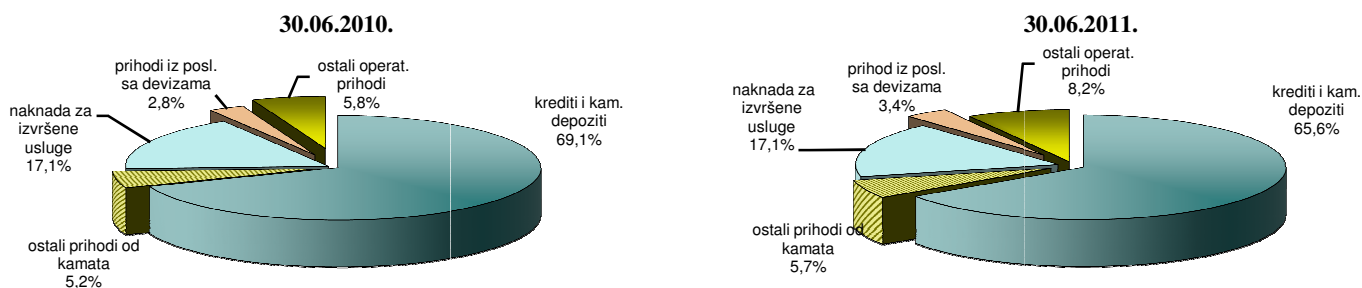 30.06.2010.
prihodi iz posl.
sa devizama
2,8%
ostali operat.
prihodi
5,8%
krediti i kam.
depoziti
69,1%
naknada za
izvršene
usluge
17,1%
ostali prihodi od
kamata
5,2%
30.06.2011.
prihod iz posl.
sa devizama
3,4%
ostali operat.
prihodi
8,2%
krediti i kam.
depoziti
65,6%
naknada za
izvršene
usluge
17,1%
ostali prihodi od
kamata
5,7%